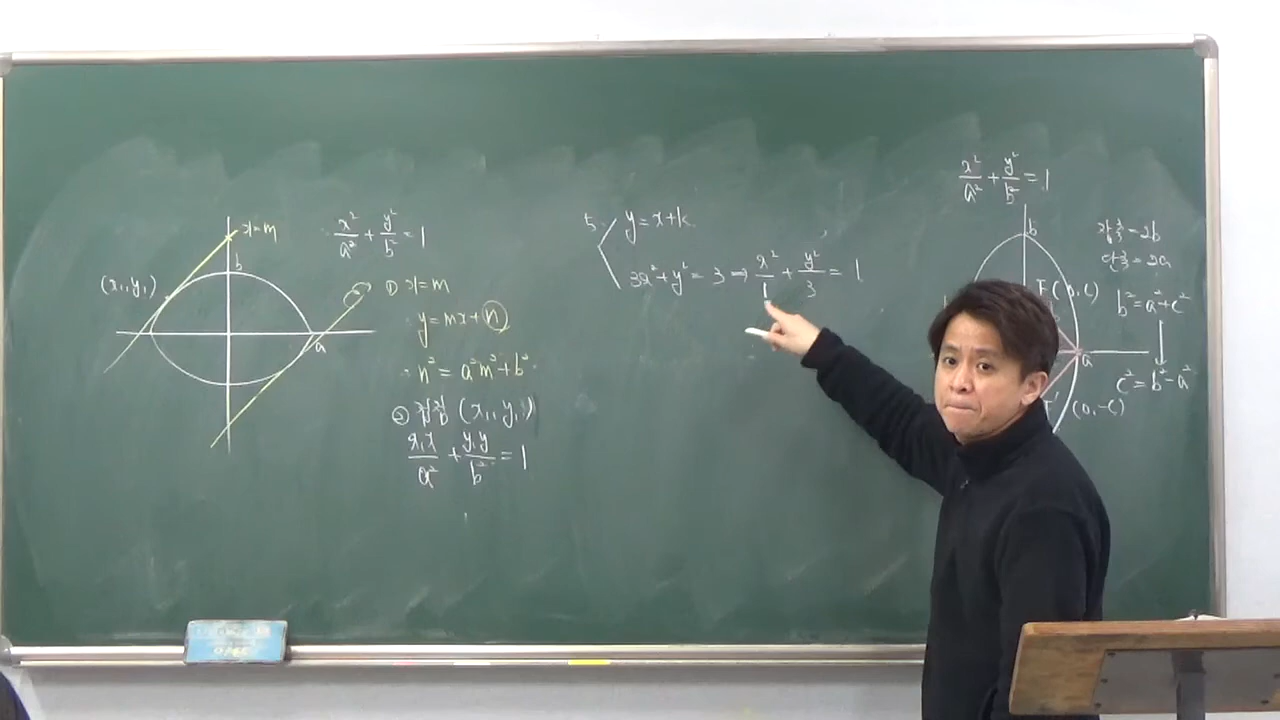 기=m
b
(x₁, y₁)
a
x²/a² + y²/b² = 1
① 기=m
y = mx+n
n² = a²m²+b²
② 접점 (x₁, y₁)
x₁x/a² + y₁y/b² = 1
5. y = x+k
3x²+y² = 3 ⇒ x²/1 + y²/3 = 1
x²/a² + y²/b² = 1
b
장축 = 2b
단축 = 2a
F(0, c)
b² = a²+c²
a
c² = b²-a²
F' (0, -c)